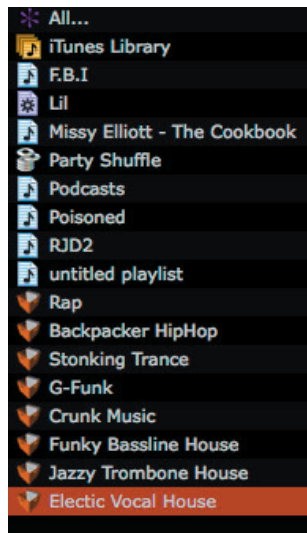 All...
iTunes Library
F.B.I
Lil
Missy Elliott - The Cookbook
Party Shuffle
Podcasts
Poisoned
RJD2
untitled playlist
Rap
Backpacker HipHop
Stonking Trance
G-Funk
Crunk Music
Funky Bassline House
Jazzy Trombone House
Electic Vocal House